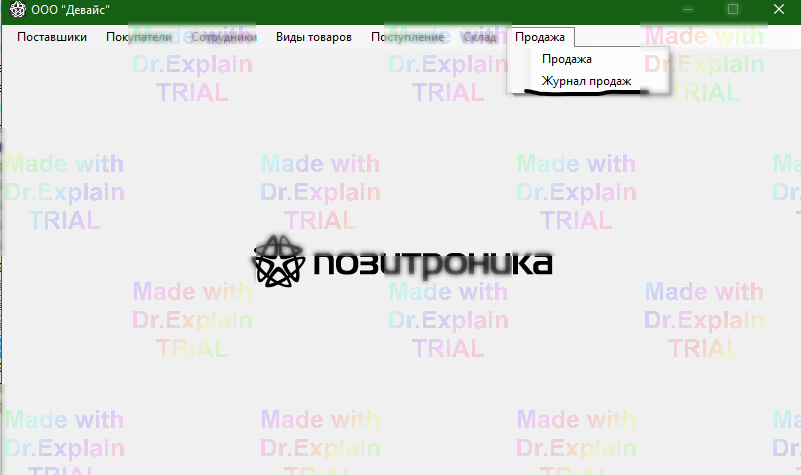 ООО "Девайс"
Поставщики Покупатели Сотрудники Виды товаров Поступление Склад Продажа
Продажа
Журнал продаж
Made with
Dr.Explain
TRIAL
Made with
Dr.Explain
TRIAL
Made with
Dr.Explain
TRIAL
Made with
Dr.Explain
TRIAL
Made with
Dr.Explain
TRIAL
Made with
Dr.Explain
TRIAL
Made
Dr.Ex
позитроника
Made with
Dr.Explain
TRIAL
Made with
Dr.Explain
TRIAL
Made with
Dr.Explain
TRIAL
Made with
Dr.Explain
TRIAL
Made with
Dr.Explain
TRIAL
Made with
Dr.Explain
TRIAL